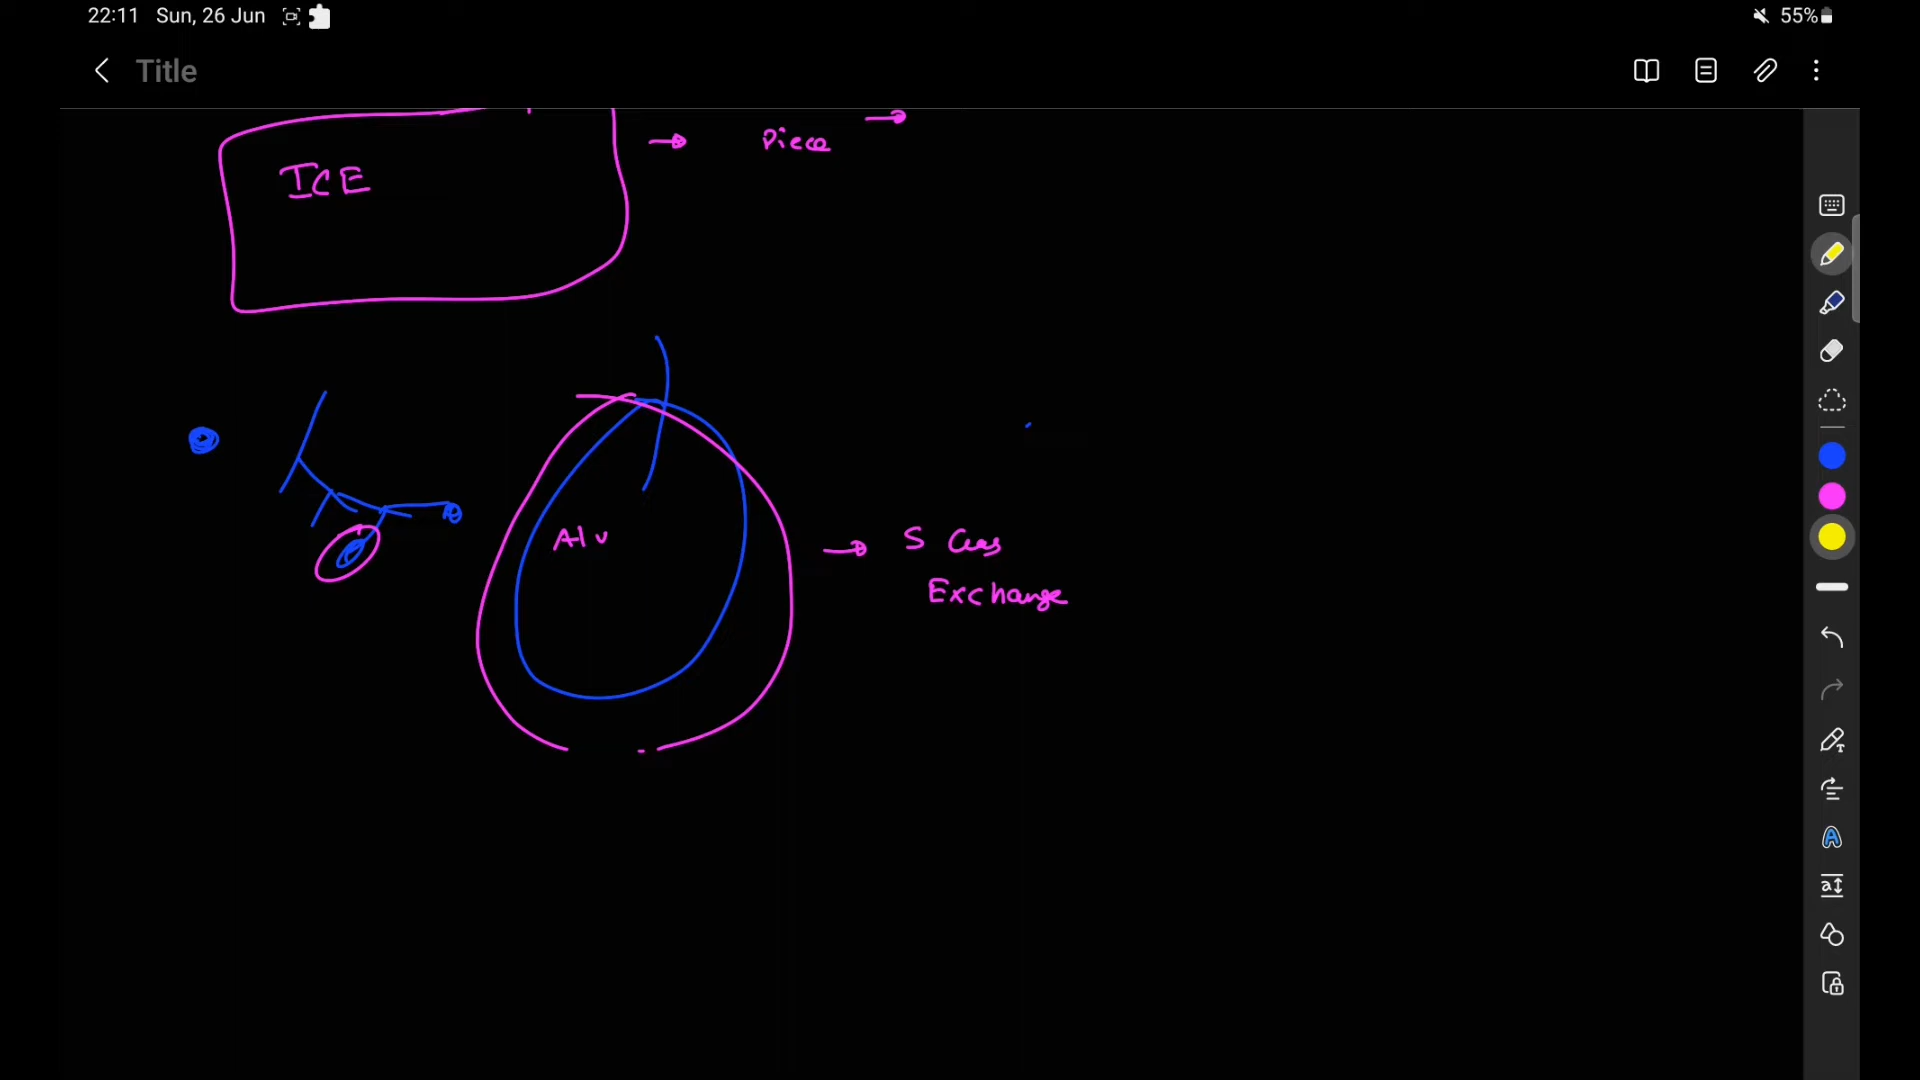 22:11 Sun, 26 Jun 55%
Title
ICE → Piece →
Alv → S Gas
Exchange